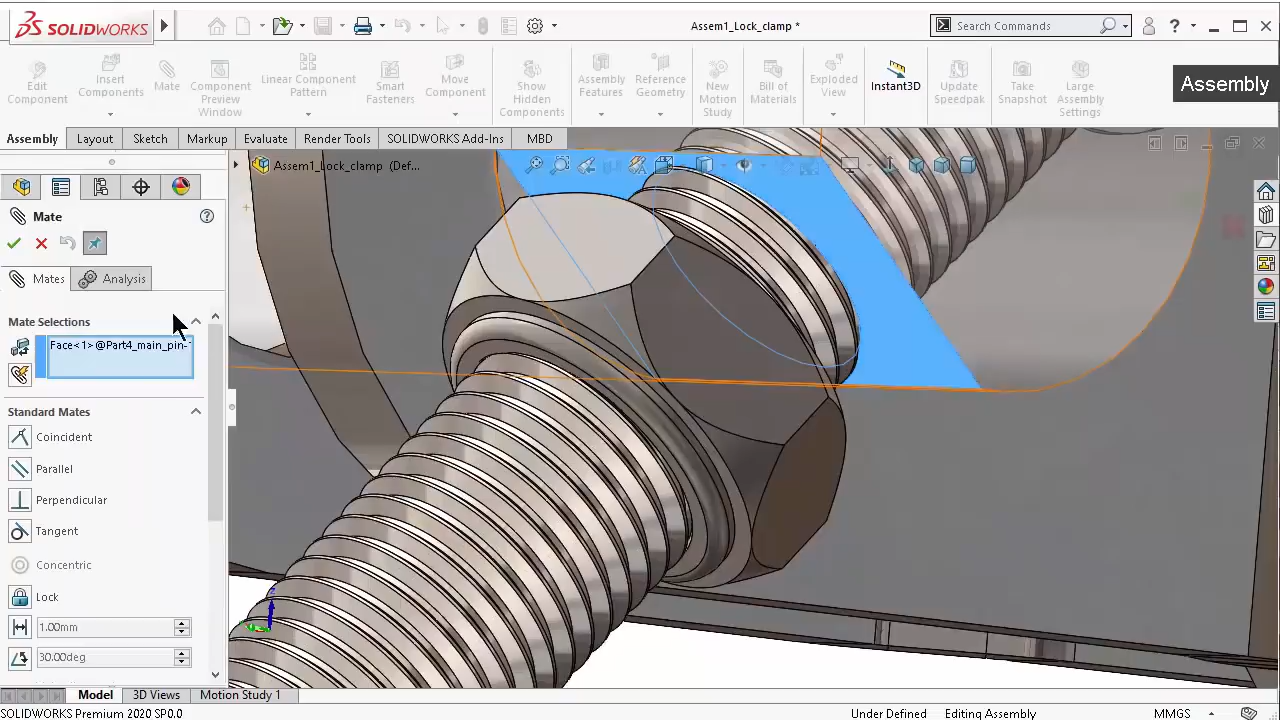 SOLIDWORKS
Assem1_Lock_clamp *
Search Commands
?
Edit Component
Insert Components
Mate
Component Preview Window
Linear Component Pattern
Smart Fasteners
Move Component
Show Hidden Components
Assembly Features
Reference Geometry
New Motion Study
Bill of Materials
Exploded View
Instant3D
Update Speedpak
Take Snapshot
Large Assembly Settings
Assembly
Assembly Layout Sketch Markup Evaluate Render Tools SOLIDWORKS Add-Ins MBD
Assem1_Lock_clamp (Def...
Mate
?
Mates
Analysis
Mate Selections
Face<1>@Part4_main_pin-
Standard Mates
Coincident
Parallel
Perpendicular
Tangent
Concentric
Lock
1.00mm
30.00deg
Model 3D Views Motion Study 1
SOLIDWORKS Premium 2020 SP0.0
Under Defined Editing Assembly MMGS